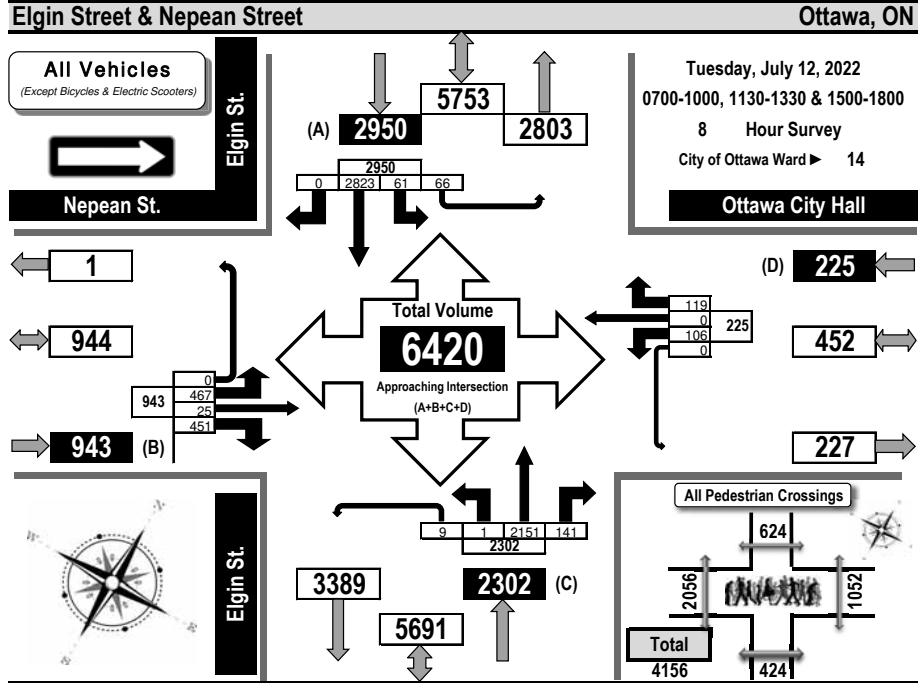 Elgin Street & Nepean Street Ottawa, ON
All Vehicles
(Except Bicycles & Electric Scooters)
Elgin St.
Nepean St.
5753
(A) 2950
2803
Tuesday, July 12, 2022
0700-1000, 1130-1330 & 1500-1800
8 Hour Survey
City of Ottawa Ward ► 14
Ottawa City Hall
2950
0 2823 61 66
1
944
943 (B)
943
0
467
25
451
Total Volume
6420
Approaching Intersection
(A+B+C+D)
119
0
106
0
225
(D) 225
452
227
9 1 2151 141
2302
Elgin St.
3389
2302 (C)
5691
All Pedestrian Crossings
624
2056
1052
Total
4156
424